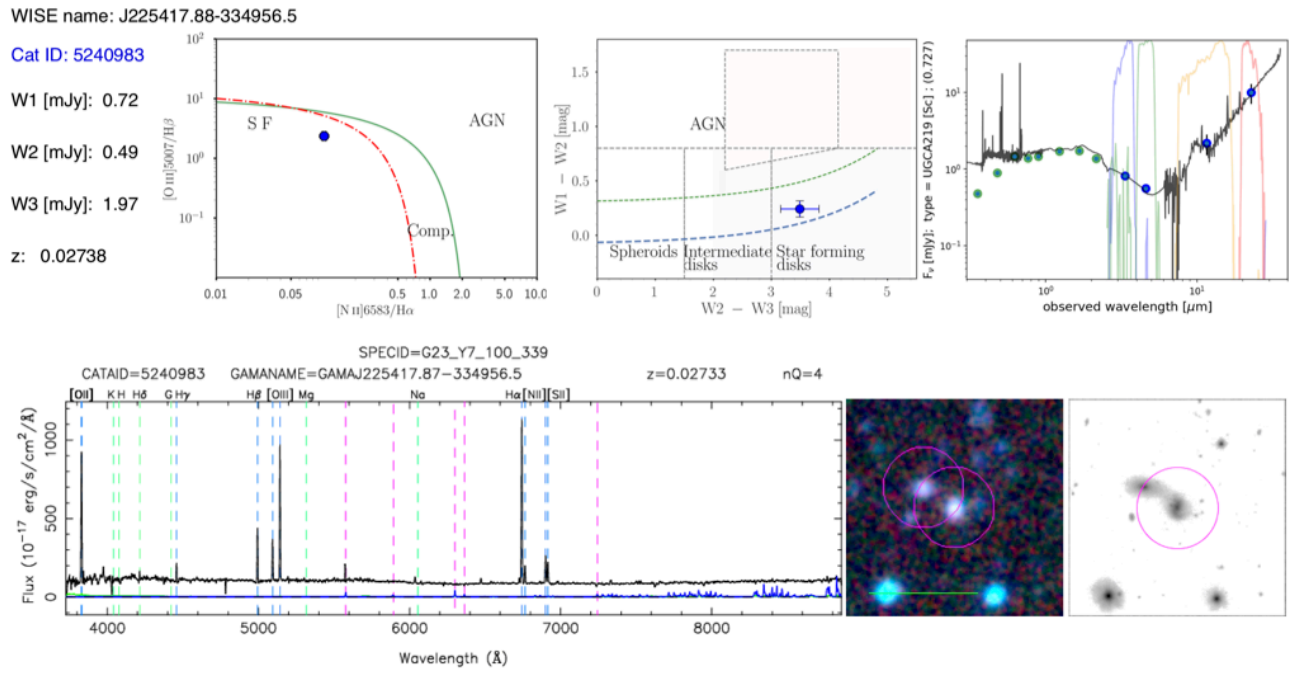 WISE name: J225417.88-334956.5
Cat ID: 5240983
W1 [mJy]: 0.72
W2 [mJy]: 0.49
W3 [mJy]: 1.97
z: 0.02738
[O III]5007/Hβ
10²
10¹
10⁰
10⁻¹
S F
AGN
Comp.
0.01 0.05 0.5 1.0 2.0 10.0
[N II]6583/Hα
W1 − W2 [mag]
1.5
1.0
0.5
0.0
AGN
Spheroids
Intermediate
disks
Star forming
disks
0 1 2 3 4 5
W2 − W3 [mag]
Fν [mJy]; type = UGCA219 [Sc] ; (0.727)
10¹
10⁰
10⁻¹
10⁰ 10¹
observed wavelength [μm]
SPECID=G23_Y7_100_339
CATAID=5240983 GAMANAME=GAMAJ225417.87−334956.5 z=0.02733 nQ=4
[OII] K H Hδ G Hγ Hβ [OIII] Mg Na Hα [NII] [SII]
Flux (10⁻¹⁷ erg/s/cm²/Å)
1000
500
0
4000 5000 6000 7000 8000
Wavelength (Å)